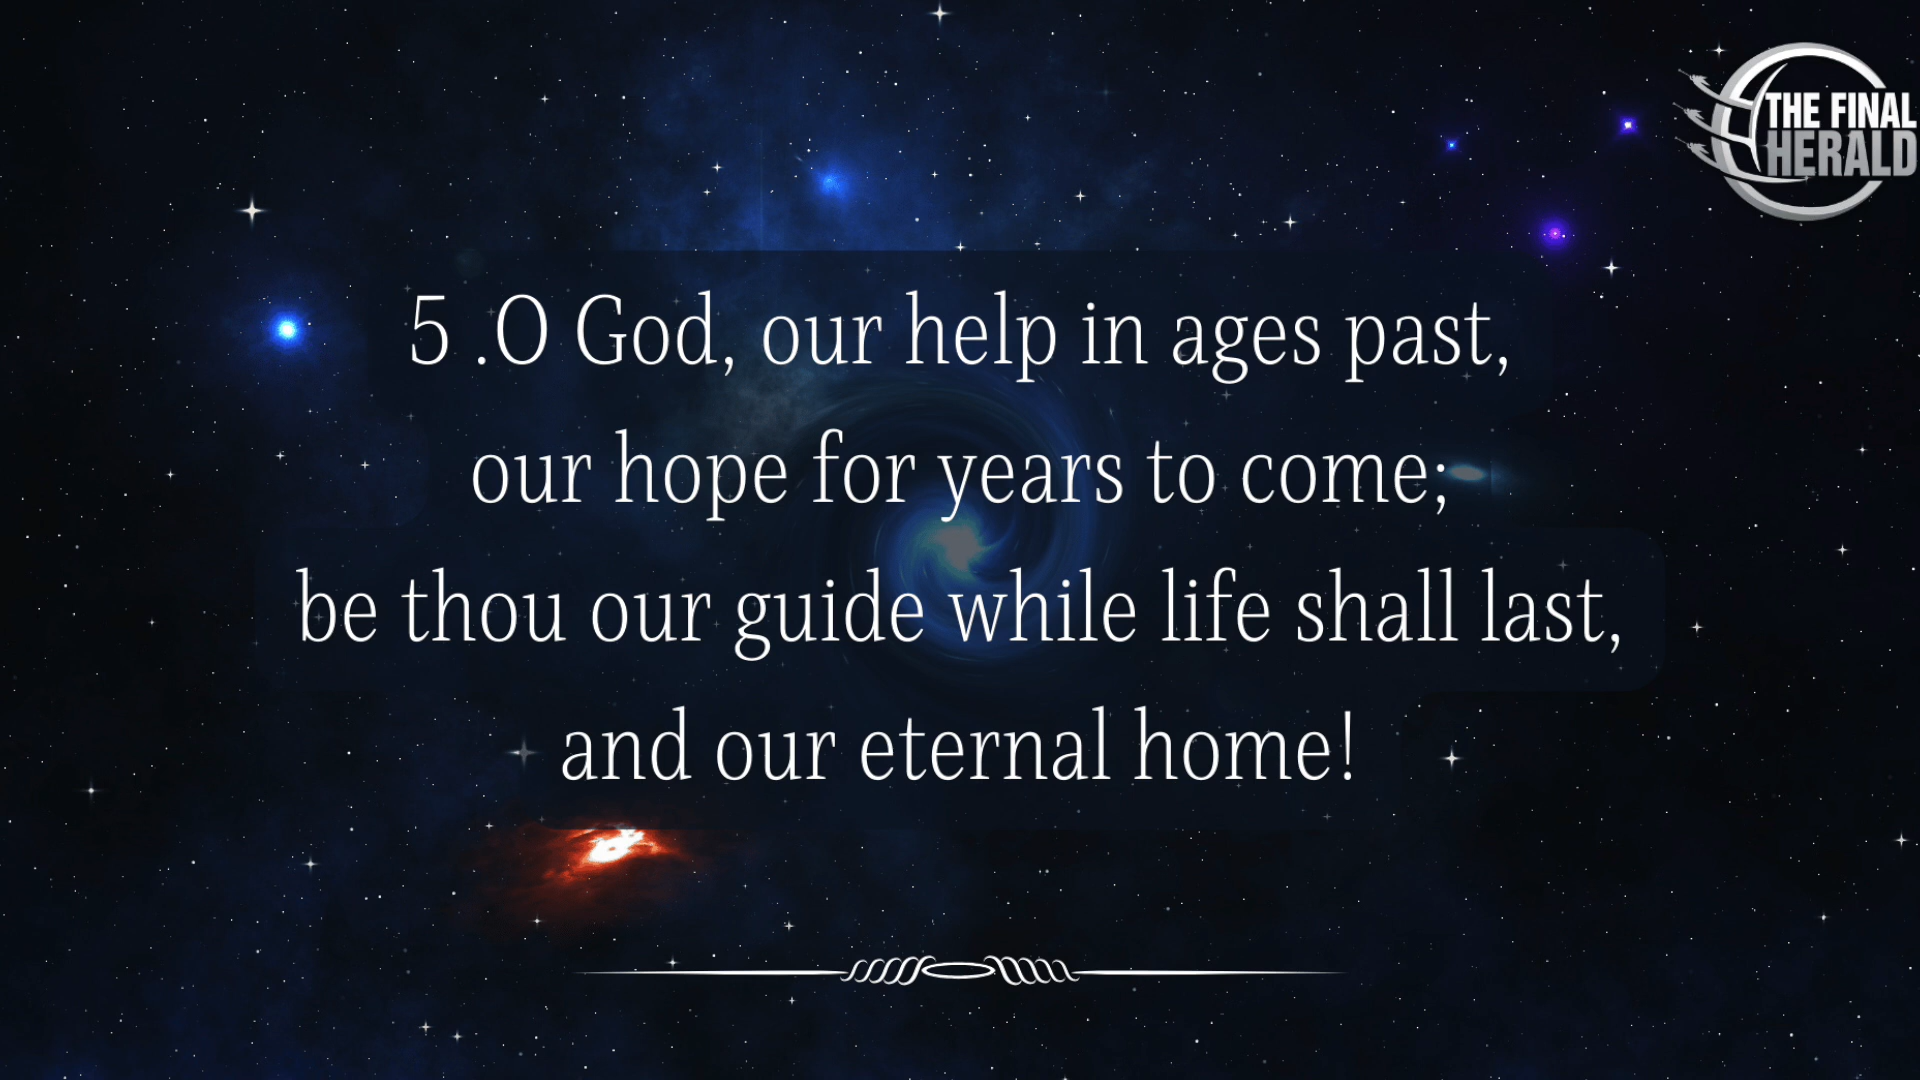 THE FINAL
HERALD
5 .O God, our help in ages past,
our hope for years to come;
be thou our guide while life shall last,
and our eternal home!